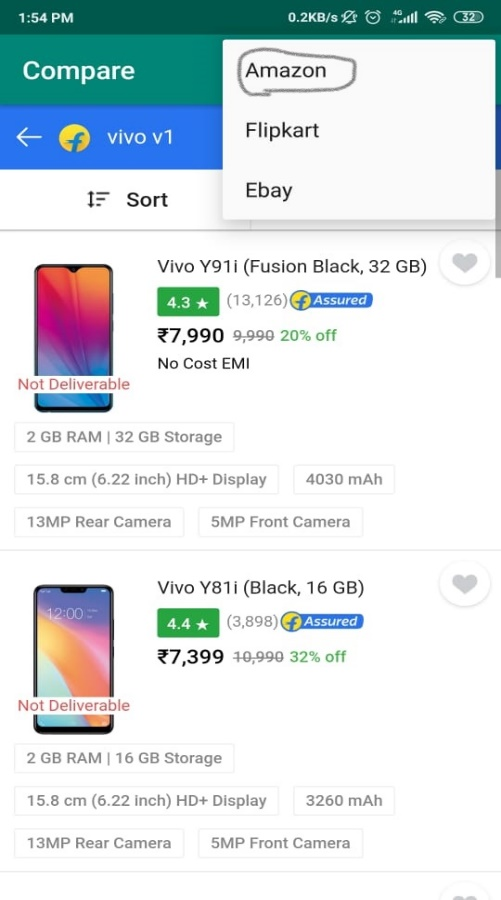 1:54 PM 0.2KB/s 4G 32
Compare
Amazon
Flipkart
Ebay
vivo v1
Sort
Vivo Y91i (Fusion Black, 32 GB)
4.3 ★ (13,126) Assured
₹7,990 9,990 20% off
No Cost EMI
Not Deliverable
2 GB RAM | 32 GB Storage
15.8 cm (6.22 inch) HD+ Display 4030 mAh
13MP Rear Camera 5MP Front Camera
Vivo Y81i (Black, 16 GB)
12:00
4.4 ★ (3,898) Assured
₹7,399 10,990 32% off
Not Deliverable
2 GB RAM | 16 GB Storage
15.8 cm (6.22 inch) HD+ Display 3260 mAh
13MP Rear Camera 5MP Front Camera